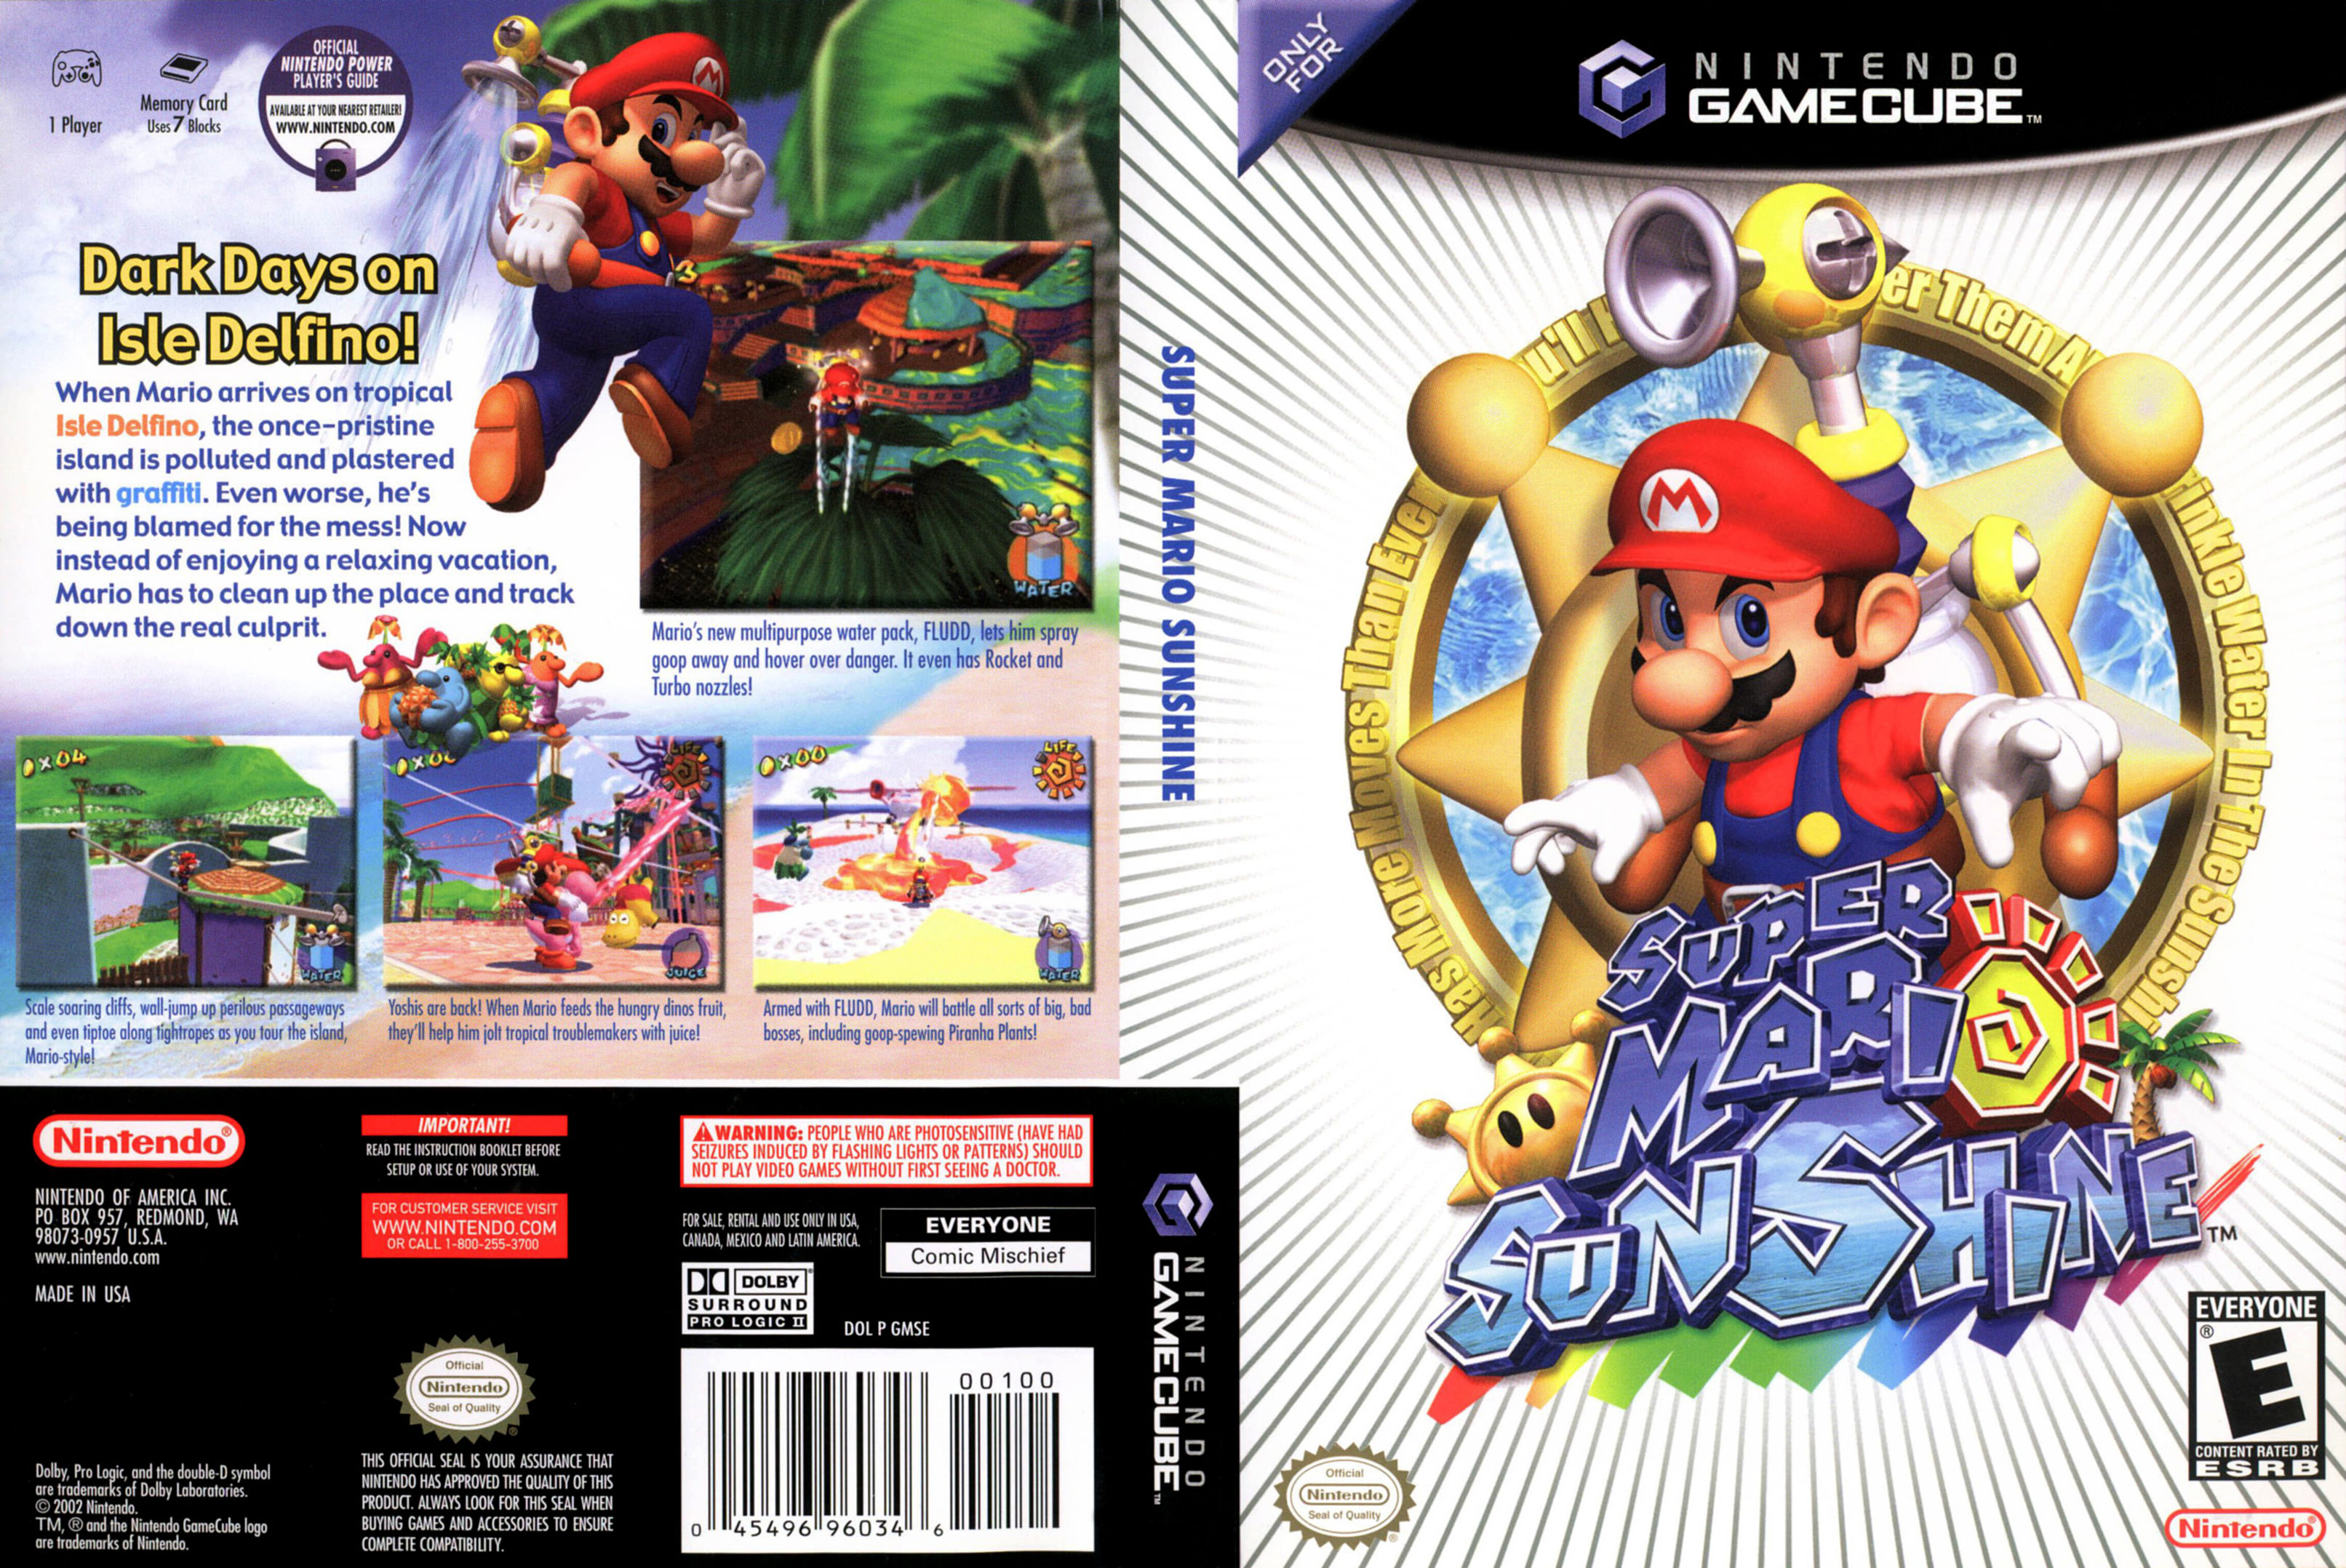 1 Player
Memory Card
Uses 7 Blocks
OFFICIAL
NINTENDO POWER
PLAYER'S GUIDE
AVAILABLE AT YOUR NEAREST RETAILER!
WWW.NINTENDO.COM
Dark Days on
Isle Delfino!
When Mario arrives on tropical
Isle Delfino, the once-pristine
island is polluted and plastered
with graffiti. Even worse, he's
being blamed for the mess! Now
instead of enjoying a relaxing vacation,
Mario has to clean up the place and track
down the real culprit.
M
WATER
Mario's new multipurpose water pack, FLUDD, lets him spray
goop away and hover over danger. It even has Rocket and
Turbo nozzles!
x04
WATER
Scale soaring cliffs, wall-jump up perilous passageways
and even tiptoe along tightropes as you tour the island,
Mario-style!
LIFE
JUICE
Yoshis are back! When Mario feeds the hungry dinos fruit,
they'll help him jolt tropical troublemakers with juice!
x00
LIFE
WATER
Armed with FLUDD, Mario will battle all sorts of big, bad
bosses, including goop-spewing Piranha Plants!
Nintendo®
NINTENDO OF AMERICA INC.
PO BOX 957, REDMOND, WA
98073-0957 U.S.A.
www.nintendo.com
MADE IN USA
Dolby, Pro Logic, and the double-D symbol
are trademarks of Dolby Laboratories.
© 2002 Nintendo.
TM, ® and the Nintendo GameCube logo
are trademarks of Nintendo.
IMPORTANT!
READ THE INSTRUCTION BOOKLET BEFORE
SETUP OR USE OF YOUR SYSTEM.
FOR CUSTOMER SERVICE VISIT
WWW.NINTENDO.COM
OR CALL 1-800-255-3700
Official
Nintendo
Seal of Quality
®
THIS OFFICIAL SEAL IS YOUR ASSURANCE THAT
NINTENDO HAS APPROVED THE QUALITY OF THIS
PRODUCT. ALWAYS LOOK FOR THIS SEAL WHEN
BUYING GAMES AND ACCESSORIES TO ENSURE
COMPLETE COMPATIBILITY.
WARNING: PEOPLE WHO ARE PHOTOSENSITIVE (HAVE HAD
SEIZURES INDUCED BY FLASHING LIGHTS OR PATTERNS) SHOULD
NOT PLAY VIDEO GAMES WITHOUT FIRST SEEING A DOCTOR.
FOR SALE, RENTAL AND USE ONLY IN USA,
CANADA, MEXICO AND LATIN AMERICA.
EVERYONE
Comic Mischief
DOLBY®
SURROUND
PRO LOGIC II
DOL P GMSE
00100
0 45496 96034 6
SUPER MARIO SUNSHINE
NINTENDO
GAMECUBE™
ONLY
FOR
NINTENDO
GAMECUBE™
Has More Moves Than Ever
u'll
er Them A
rinkle Water In The Sunshi
M
SUPER
MARIO
SUNSHINE™
EVERYONE
®
E
CONTENT RATED BY
ESRB
Official
Nintendo
Seal of Quality
®
Nintendo®